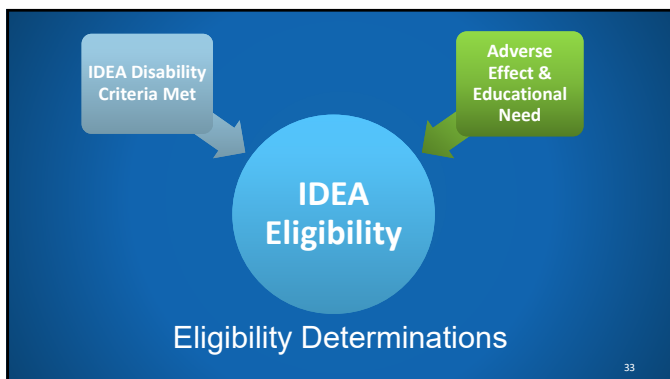 IDEA Disability
Criteria Met
Adverse
Effect &
Educational
Need
IDEA
Eligibility
Eligibility Determinations
33